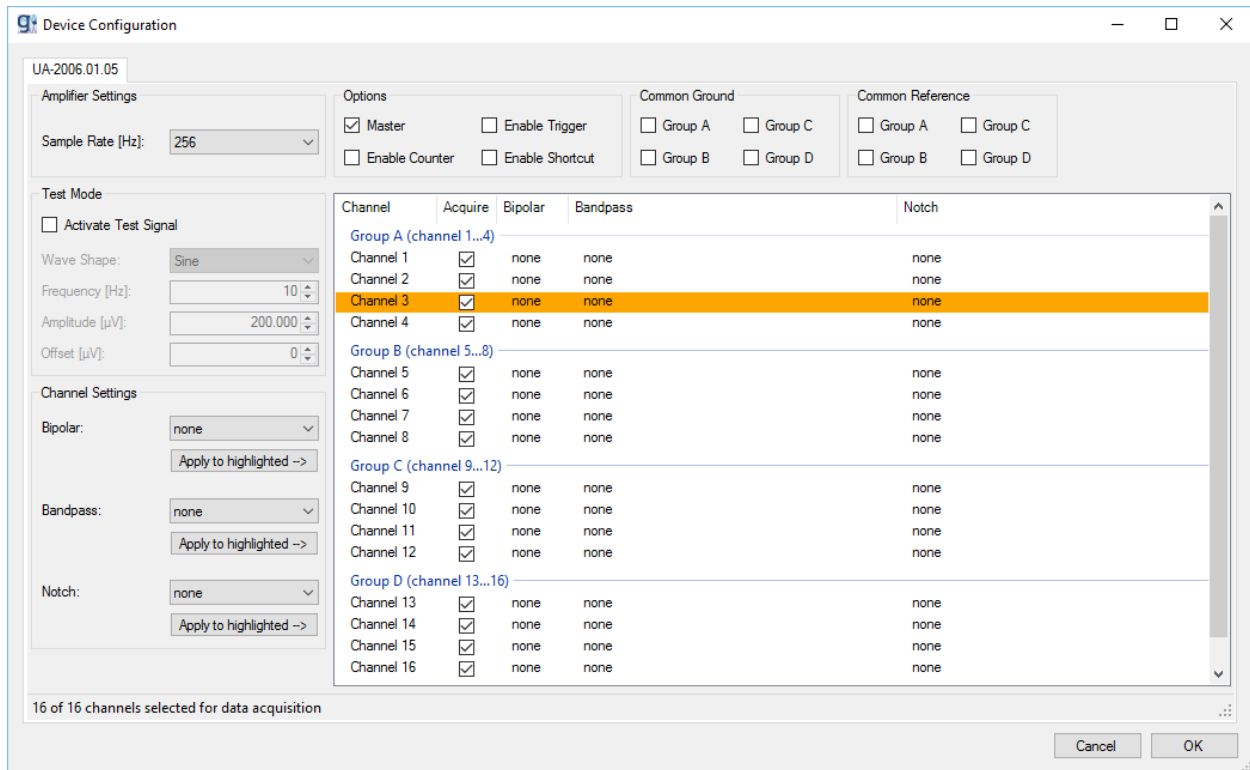 Device Configuration
UA-2006.01.05
Amplifier Settings
Sample Rate [Hz]: 256
Options
Master Enable Trigger
Enable Counter Enable Shortcut
Common Ground
Group A Group C
Group B Group D
Common Reference
Group A Group C
Group B Group D
Test Mode
Activate Test Signal
Wave Shape: Sine
Frequency [Hz]: 10
Amplitude [µV]: 200.000
Offset [µV]: 0
Channel Settings
Bipolar: none
Apply to highlighted -->
Bandpass: none
Apply to highlighted -->
Notch: none
Apply to highlighted -->
Channel Acquire Bipolar Bandpass Notch
Group A (channel 1...4)
Channel 1 none none none
Channel 2 none none none
Channel 3 none none none
Channel 4 none none none
Group B (channel 5...8)
Channel 5 none none none
Channel 6 none none none
Channel 7 none none none
Channel 8 none none none
Group C (channel 9...12)
Channel 9 none none none
Channel 10 none none none
Channel 11 none none none
Channel 12 none none none
Group D (channel 13...16)
Channel 13 none none none
Channel 14 none none none
Channel 15 none none none
Channel 16 none none none
16 of 16 channels selected for data acquisition
Cancel OK